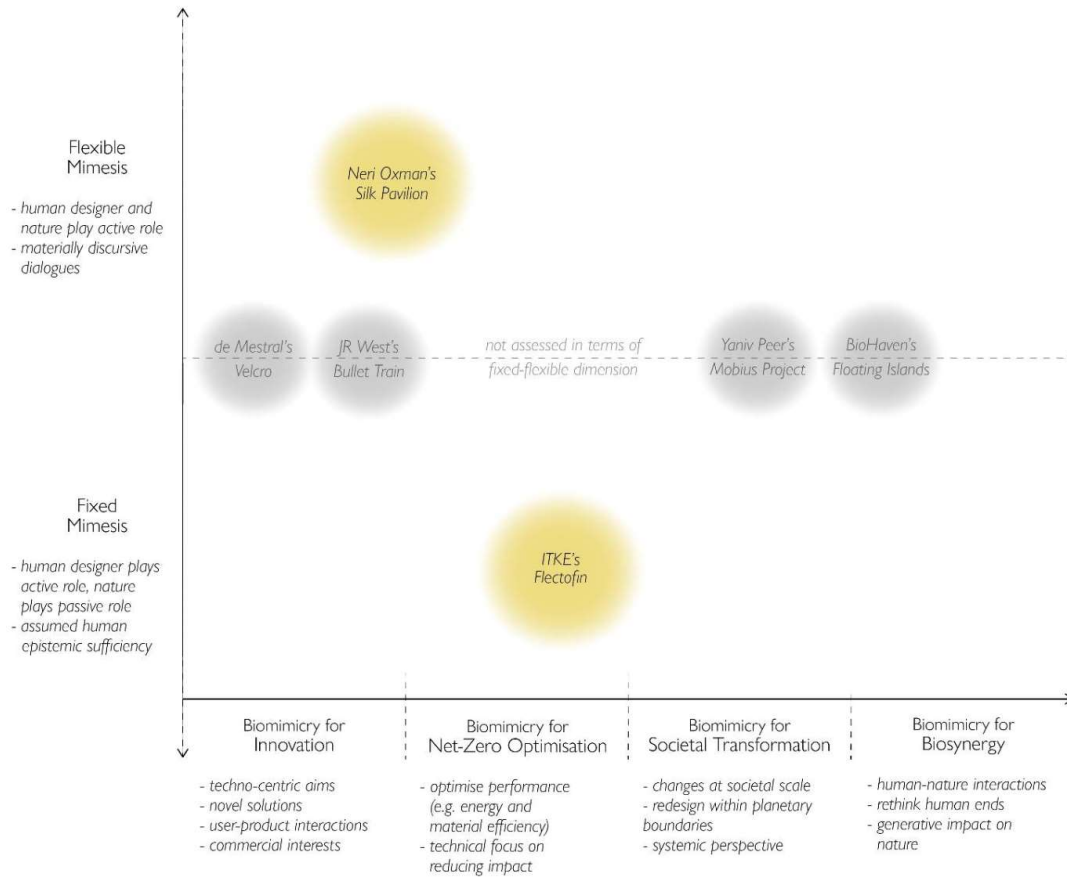 Flexible
Mimesis
- human designer and
nature play active role
- materially discursive
dialogues
Neri Oxman's
Silk Pavilion
de Mestral's
Velcro
JR West's
Bullet Train
not assessed in terms of
fixed-flexible dimension
Yaniv Peer's
Mobius Project
BioHaven's
Floating Islands
Fixed
Mimesis
- human designer plays
active role, nature
plays passive role
- assumed human
epistemic sufficiency
ITKE's
Flectofin
Biomimicry for
Innovation
- techno-centric aims
- novel solutions
- user-product interactions
- commercial interests
Biomimicry for
Net-Zero Optimisation
- optimise performance
(e.g. energy and
material efficiency)
- technical focus on
reducing impact
Biomimicry for
Societal Transformation
- changes at societal scale
- redesign within planetary
boundaries
- systemic perspective
Biomimicry for
Biosynergy
- human-nature interactions
- rethink human ends
- generative impact on
nature